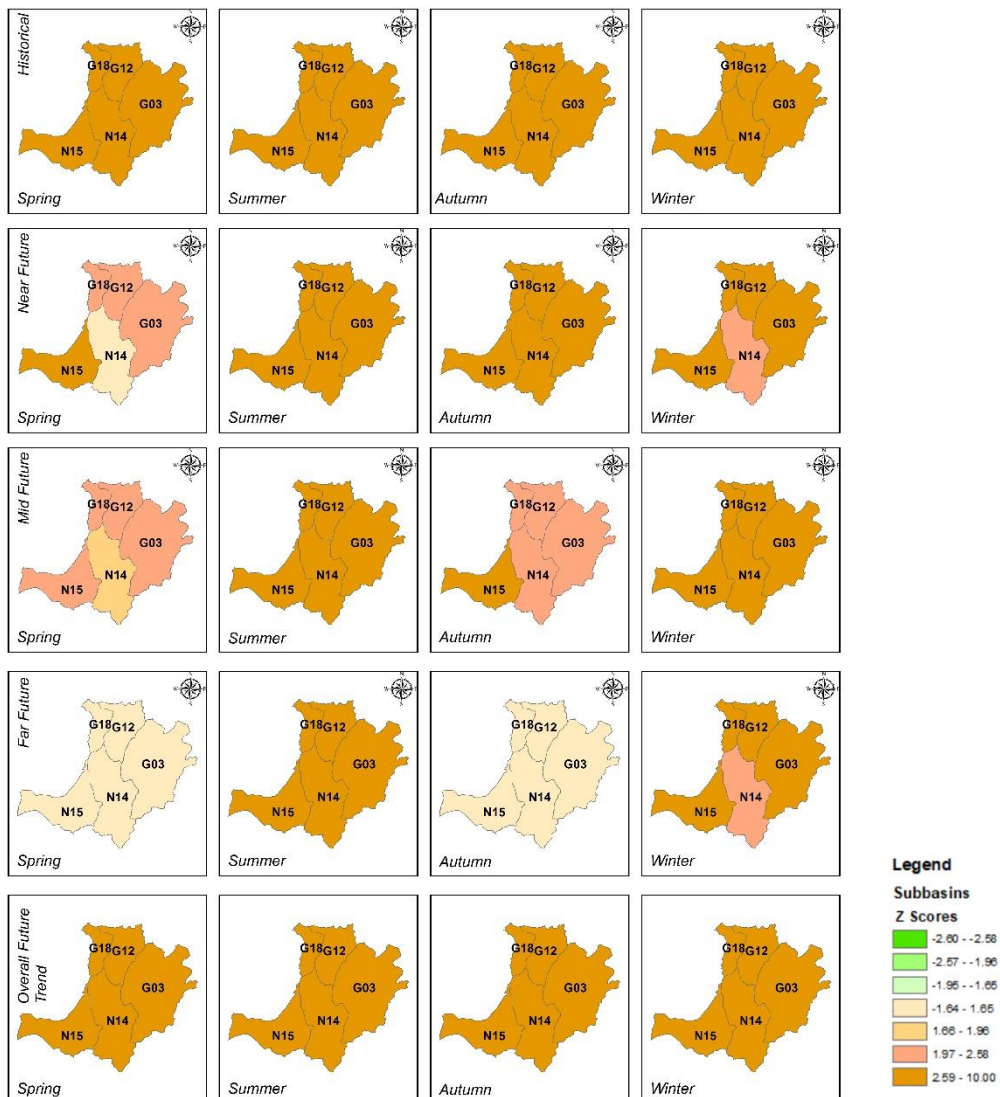 Historical
G18 G12
G03
N14
N15
Spring
G18 G12
G03
N14
N15
Summer
G18 G12
G03
N14
N15
Autumn
G18 G12
G03
N14
N15
Winter
Near Future
G18 G12
G03
N14
N15
Spring
G18 G12
G03
N14
N15
Summer
G18 G12
G03
N14
N15
Autumn
G18 G12
G03
N14
N15
Winter
Mid Future
G18 G12
G03
N14
N15
Spring
G18 G12
G03
N14
N15
Summer
G18 G12
G03
N14
N15
Autumn
G18 G12
G03
N14
N15
Winter
Far Future
G18 G12
G03
N14
N15
Spring
G18 G12
G03
N14
N15
Summer
G18 G12
G03
N14
N15
Autumn
G18 G12
G03
N14
N15
Winter
Overall Future
Trend
G18 G12
G03
N14
N15
Spring
G18 G12
G03
N14
N15
Summer
G18 G12
G03
N14
N15
Autumn
G18 G12
G03
N14
N15
Winter
Legend
Subbasins
Z Scores
-2.60 - -2.58
-2.57 - -1.96
-1.95 - -1.65
-1.64 - 1.65
1.66 - 1.96
1.97 - 2.58
2.59 - 10.00